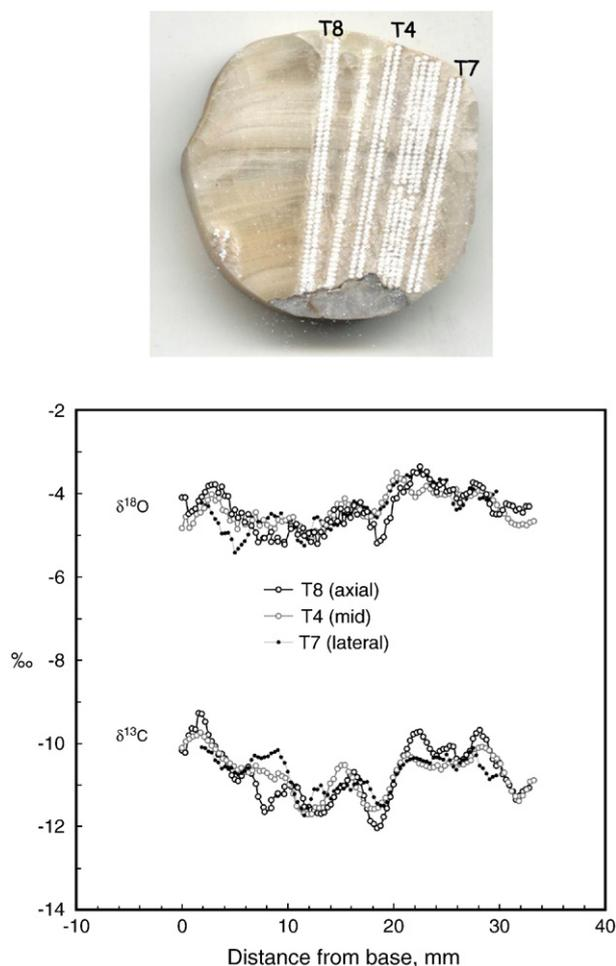 T8 T4 T7
-2
-4
δ¹⁸O
-6
T8 (axial)
T4 (mid)
T7 (lateral)
-8
‰
-10
δ¹³C
-12
-14
-10 0 10 20 30 40
Distance from base, mm